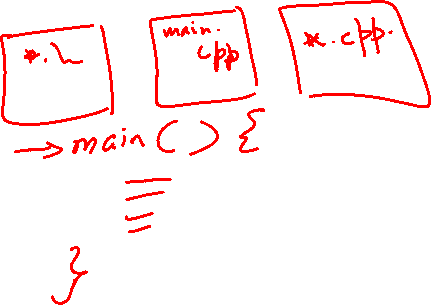 *.h
main.cpp
*.cpp.
→ main() {
}